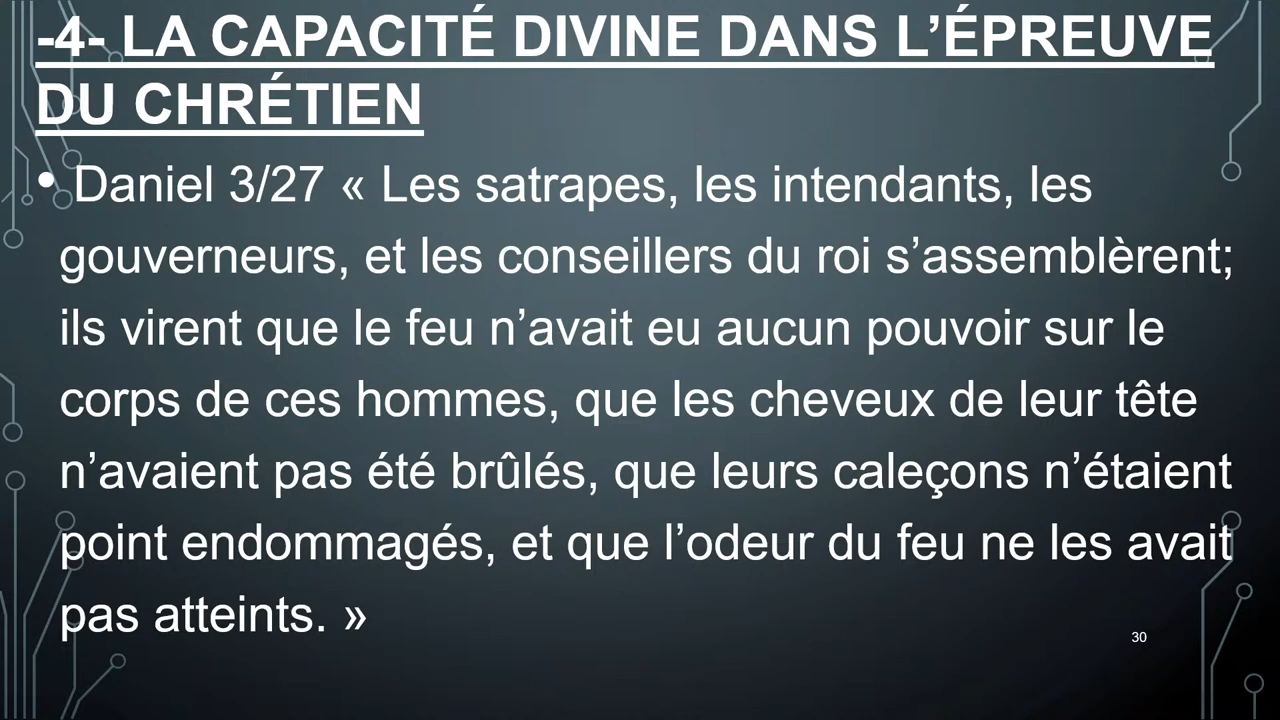 -4- LA CAPACITÉ DIVINE DANS L’ÉPREUVE
DU CHRÉTIEN
• Daniel 3/27 « Les satrapes, les intendants, les
gouverneurs, et les conseillers du roi s’assemblèrent;
ils virent que le feu n’avait eu aucun pouvoir sur le
corps de ces hommes, que les cheveux de leur tête
n’avaient pas été brûlés, que leurs caleçons n’étaient
point endommagés, et que l’odeur du feu ne les avait
pas atteints. »
30